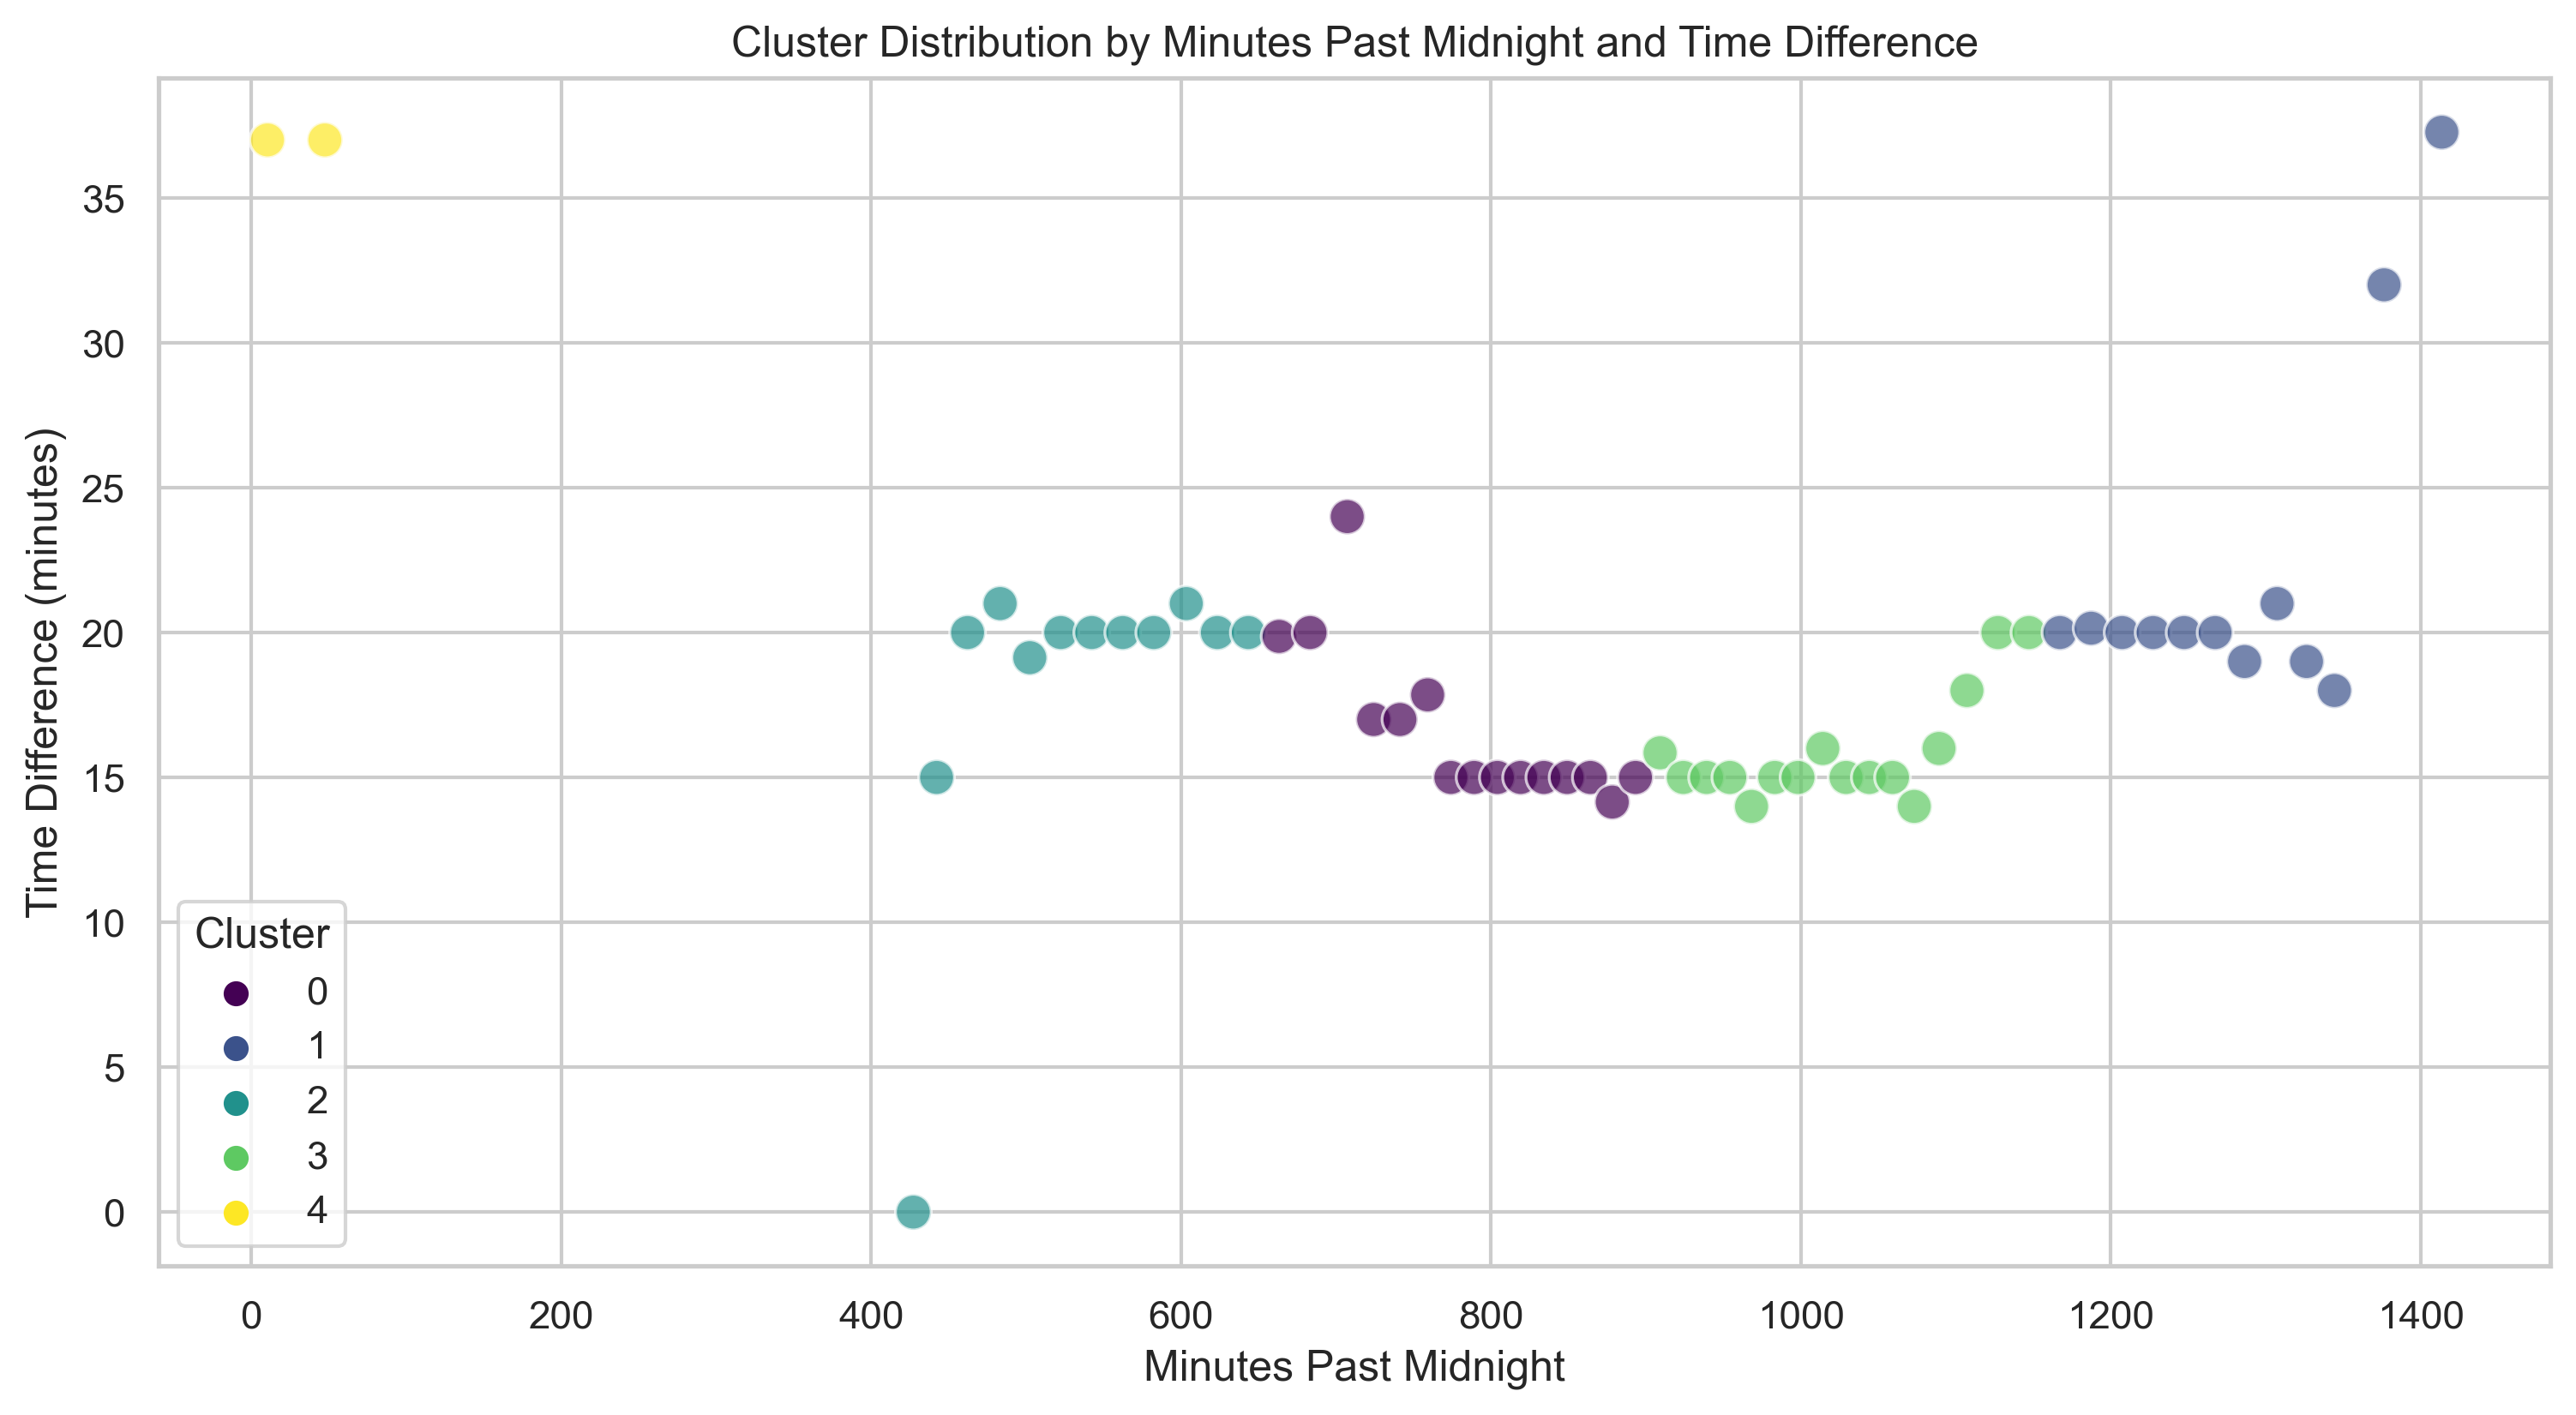 Cluster Distribution by Minutes Past Midnight and Time Difference
Time Difference (minutes)
35
30
25
20
15
10
5
0
Cluster
0
1
2
3
4
0 200 400 600 800 1000 1200 1400
Minutes Past Midnight